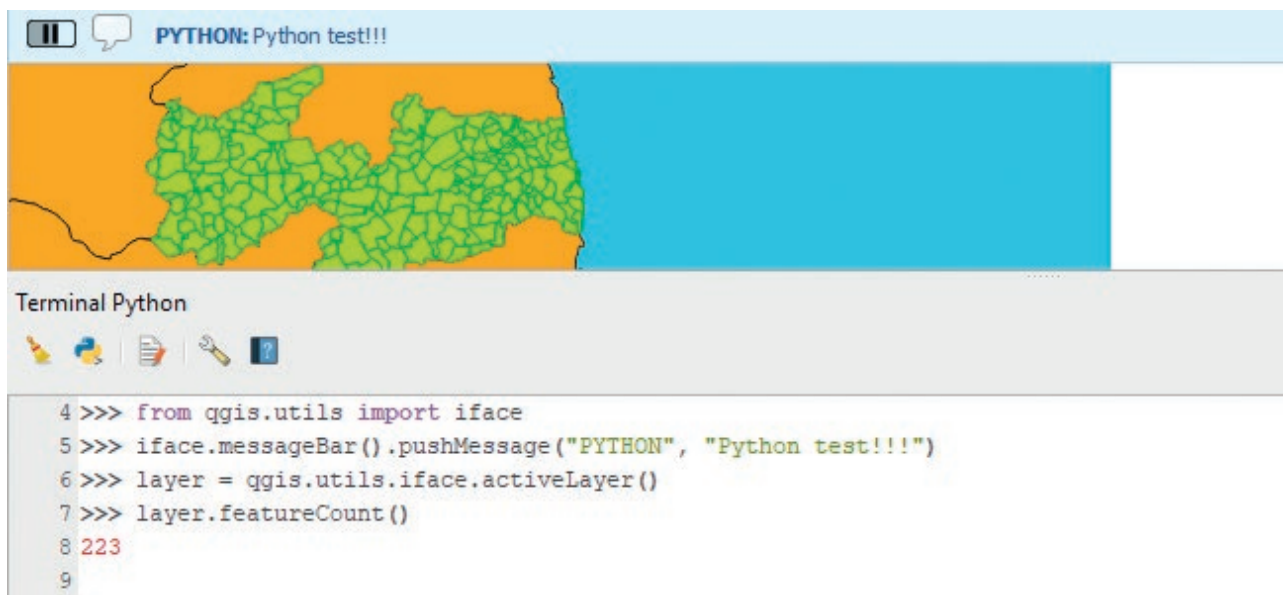 PYTHON: Python test!!!
Terminal Python
4 >>> from qgis.utils import iface
5 >>> iface.messageBar().pushMessage("PYTHON", "Python test!!!")
6 >>> layer = qgis.utils.iface.activeLayer()
7 >>> layer.featureCount()
8 223
9